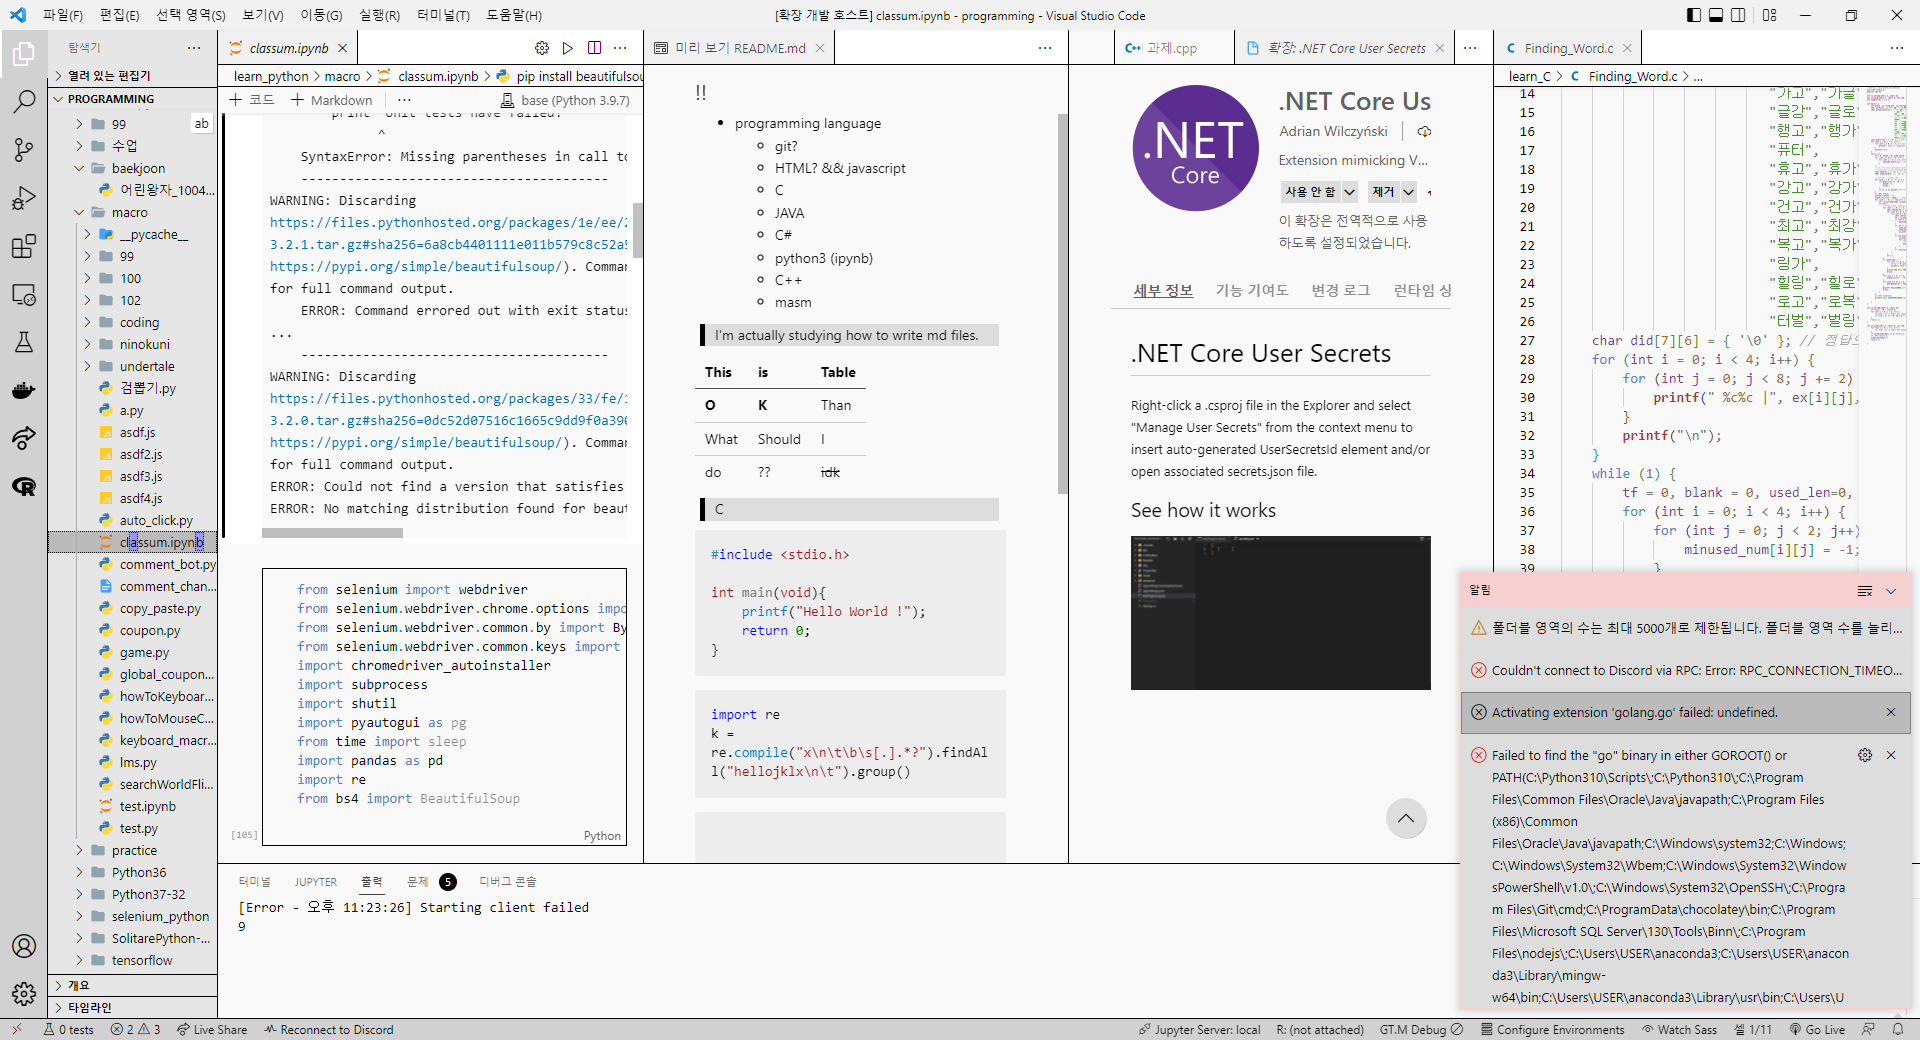 파일(F) 편집(E) 선택 영역(S) 보기(V) 이동(G) 실행(R) 터미널(T) 도움말(H)
[확장 개발 호스트] classum.ipynb - programming - Visual Studio Code
탐색기
열려 있는 편집기
PROGRAMMING
99
ab
수업
baekjoon
어린왕자_1004...
macro
__pycache__
99
100
102
coding
ninokuni
undertale
검뽑기.py
a.py
asdf.js
asdf2.js
asdf3.js
asdf4.js
auto_click.py
classum.ipynb
comment_bot.py
comment_chan...
copy_paste.py
coupon.py
game.py
global_coupon...
howToKeyboar...
howToMouseC...
keyboard_macr...
lms.py
searchWorldFli...
test.ipynb
test.py
practice
Python36
Python37-32
selenium_python
SolitarePython-...
tensorflow
개요
타임라인
classum.ipynb
learn_python > macro > classum.ipynb > pip install beautifulsou
코드 Markdown ... base (Python 3.9.7)
print "Unit tests have failed!"
^
SyntaxError: Missing parentheses in call to
----------------------------------------
WARNING: Discarding
https://files.pythonhosted.org/packages/1e/ee/2
3.2.1.tar.gz#sha256=6a8cb4401111e011b579c8c52a5
https://pypi.org/simple/beautifulsoup/). Comman
for full command output.
ERROR: Command errored out with exit status
...
----------------------------------------
WARNING: Discarding
https://files.pythonhosted.org/packages/33/fe/1
3.2.0.tar.gz#sha256=0dc52d07516c1665c9dd9f0a390
https://pypi.org/simple/beautifulsoup/). Comman
for full command output.
ERROR: Could not find a version that satisfies
ERROR: No matching distribution found for beaut
from selenium import webdriver
from selenium.webdriver.chrome.options impo
from selenium.webdriver.common.by import By
from selenium.webdriver.common.keys import
import chromedriver_autoinstaller
import subprocess
import shutil
import pyautogui as pg
from time import sleep
import pandas as pd
import re
from bs4 import BeautifulSoup
[105]
Python
미리 보기 README.md
!!
programming language
git?
HTML? && javascript
C
JAVA
C#
python3 (ipynb)
C++
masm
I'm actually studying how to write md files.
This is Table
O K Than
What Should I
do ?? idk
C
#include <stdio.h>
int main(void){
printf("Hello World !");
return 0;
}
import re
k =
re.compile("x\n\t\b\s[.].*?").findAl
l("hellojklx\n\t").group()
과제.cpp
확장: .NET Core User Secrets
.NET
Core
.NET Core Us
Adrian Wilczyński
Extension mimicking V...
사용 안 함 제거
이 확장은 전역적으로 사용
하도록 설정되었습니다.
세부 정보 기능 기여도 변경 로그 런타임 상
.NET Core User Secrets
Right-click a .csproj file in the Explorer and select
"Manage User Secrets" from the context menu to
insert auto-generated UserSecretsId element and/or
open associated secrets.json file.
See how it works
Finding_Word.c
learn_C > Finding_Word.c > ...
14 "가고","가글
15 "글강","글로
16 "행고","행가
17 "퓨터",
18 "휴고","휴가
19 "강고","강가
20 "건고","건가
21 "최고","최강
22 "복고","복가
23 "링가",
24 "힐링","힐로
25 "로고","로복
26 "터벌","벌링
27 char did[7][6] = { '\0' }; // 정답
28 for (int i = 0; i < 4; i++) {
29 for (int j = 0; j < 8; j += 2)
30 printf(" %c%c |", ex[i][j],
31 }
32 printf("\n");
33 }
34 while (1) {
35 tf = 0, blank = 0, used_len=0,
36 for (int i = 0; i < 4; i++) {
37 for (int j = 0; j < 2; j++)
38 minused_num[i][j] = -1;
39 }
알림
폴더블 영역의 수는 최대 5000개로 제한됩니다. 폴더블 영역 수를 늘리...
Couldn't connect to Discord via RPC: Error: RPC_CONNECTION_TIMEO...
Activating extension 'golang.go' failed: undefined.
Failed to find the "go" binary in either GOROOT() or
PATH(C:\Python310\Scripts\;C:\Python310\;C:\Program
Files\Common Files\Oracle\Java\javapath;C:\Program Files
(x86)\Common
Files\Oracle\Java\javapath;C:\Windows\system32;C:\Windows;
C:\Windows\System32\Wbem;C:\Windows\System32\Window
sPowerShell\v1.0\;C:\Windows\System32\OpenSSH\;C:\Progra
m Files\Git\cmd;C:\ProgramData\chocolatey\bin;C:\Program
Files\Microsoft SQL Server\130\Tools\Binn\;C:\Program
Files\nodejs\;C:\Users\USER\anaconda3;C:\Users\USER\anacon
da3\Library\mingw-
w64\bin;C:\Users\USER\anaconda3\Library\usr\bin;C:\Users\U
터미널 JUPYTER 출력 문제 5 디버그 콘솔
[Error - 오후 11:23:26] Starting client failed
9
0 tests 2 3 Live Share Reconnect to Discord
Jupyter Server: local R: (not attached) GT.M Debug Configure Environments Watch Sass 셀 1/11 Go Live